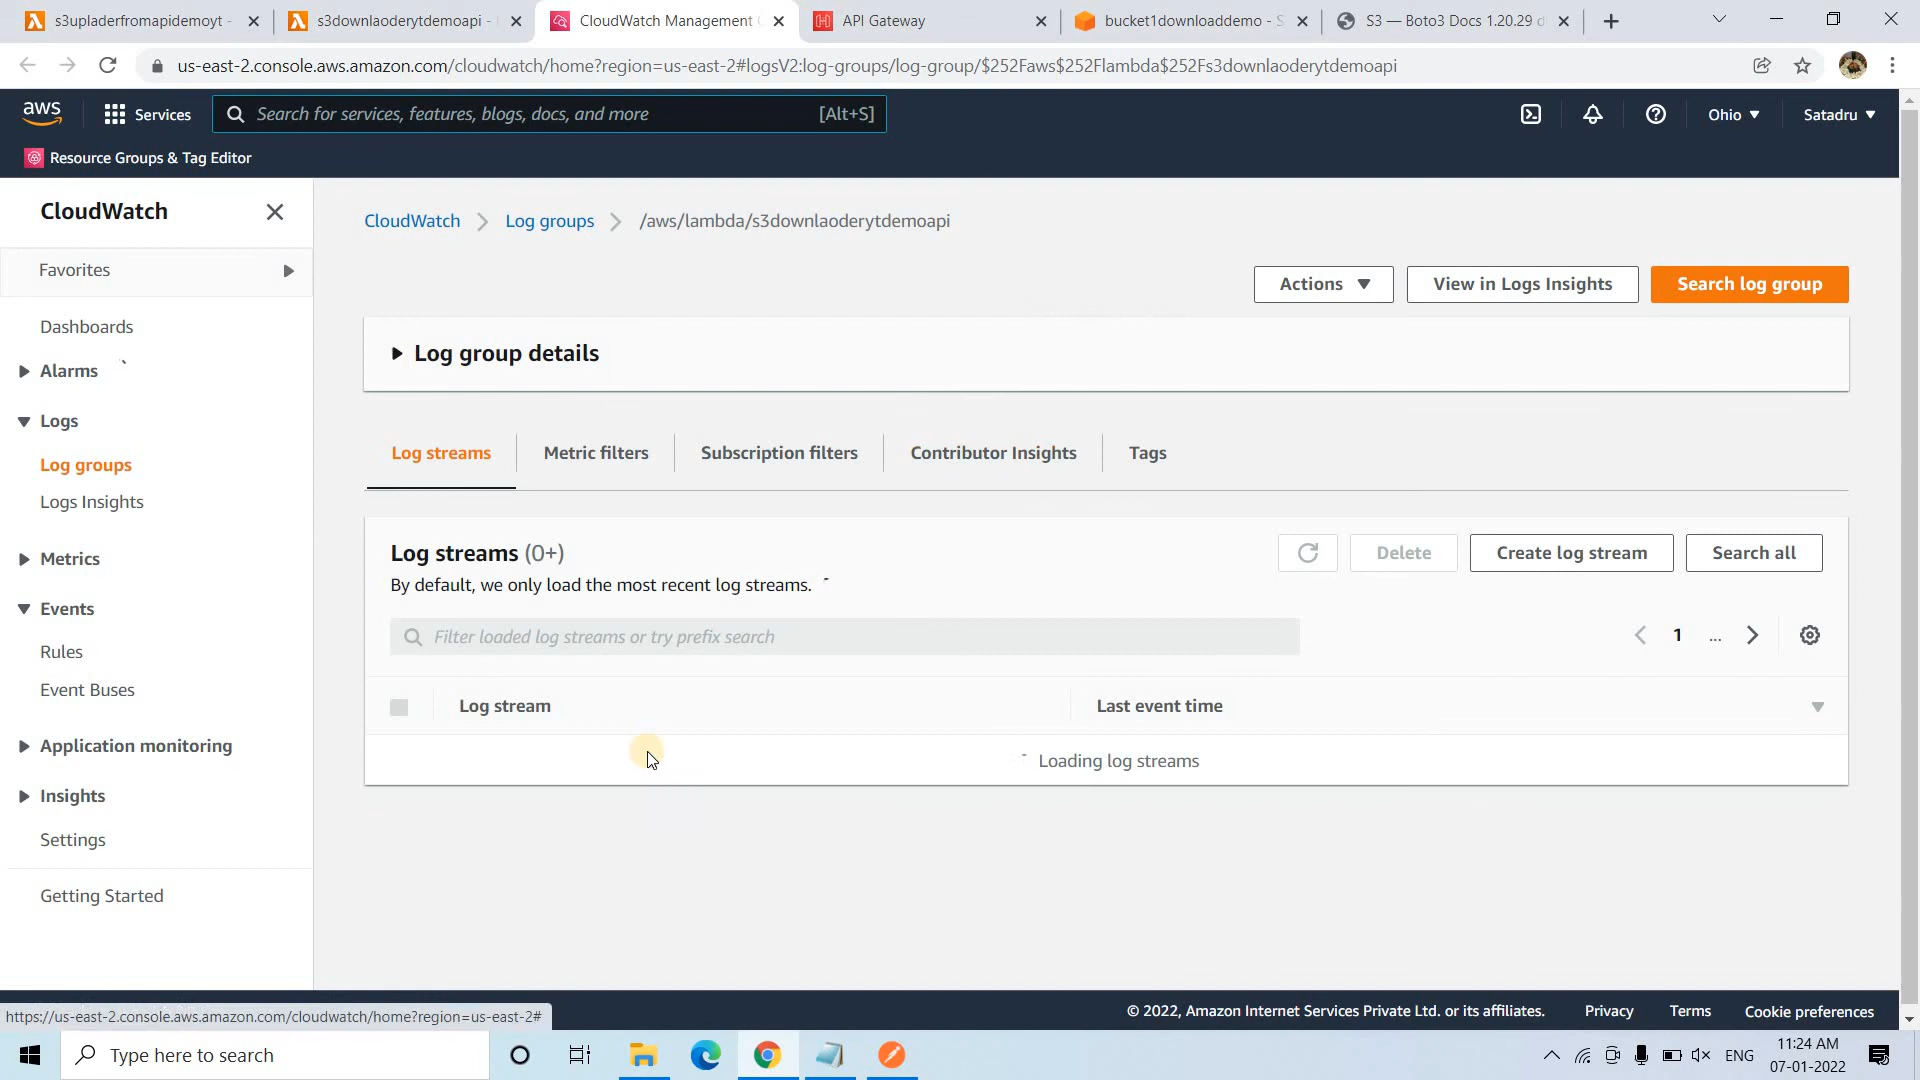 s3upladerfromapidemoyt -
s3downlaoderytdemoapi -
CloudWatch Management
API Gateway
bucket1downloaddemo - S
S3 — Boto3 Docs 1.20.29 d
us-east-2.console.aws.amazon.com/cloudwatch/home?region=us-east-2#logsV2:log-groups/log-group/$252Faws$252Flambda$252Fs3downlaoderytdemoapi
aws
Services
Search for services, features, blogs, docs, and more
[Alt+S]
Ohio
Satadru
Resource Groups & Tag Editor
CloudWatch
Favorites
Dashboards
Alarms
Logs
Log groups
Logs Insights
Metrics
Events
Rules
Event Buses
Application monitoring
Insights
Settings
Getting Started
CloudWatch
Log groups
/aws/lambda/s3downlaoderytdemoapi
Actions
View in Logs Insights
Search log group
Log group details
Log streams
Metric filters
Subscription filters
Contributor Insights
Tags
Log streams (0+)
By default, we only load the most recent log streams.
Delete
Create log stream
Search all
Filter loaded log streams or try prefix search
1
...
Log stream
Last event time
Loading log streams
https://us-east-2.console.aws.amazon.com/cloudwatch/home?region=us-east-2#
© 2022, Amazon Internet Services Private Ltd. or its affiliates.
Privacy
Terms
Cookie preferences
Type here to search
ENG
11:24 AM
07-01-2022